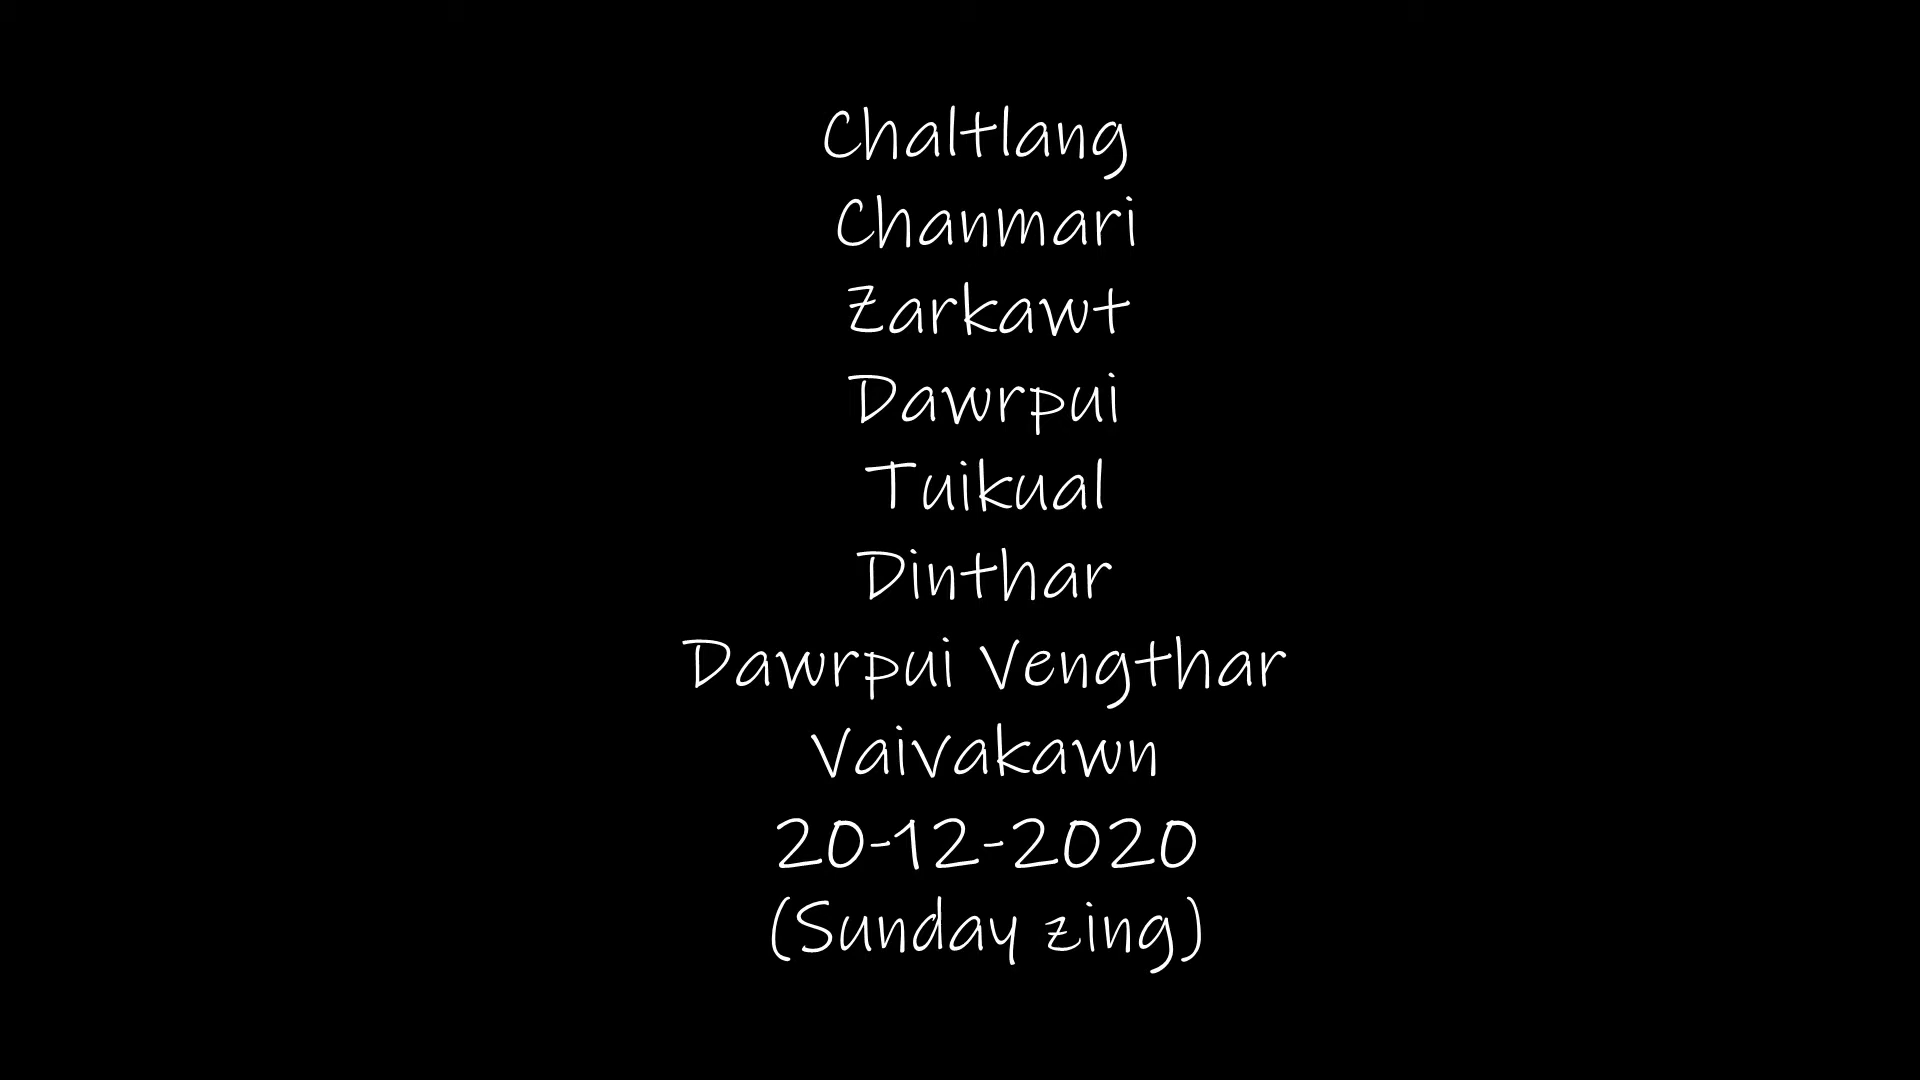 Chaltlang
Chanmari
Zarkawt
Dawrpui
Tuikual
Dinthar
Dawrpui Vengthar
Vaivakawn
20-12-2020
(Sunday zing)